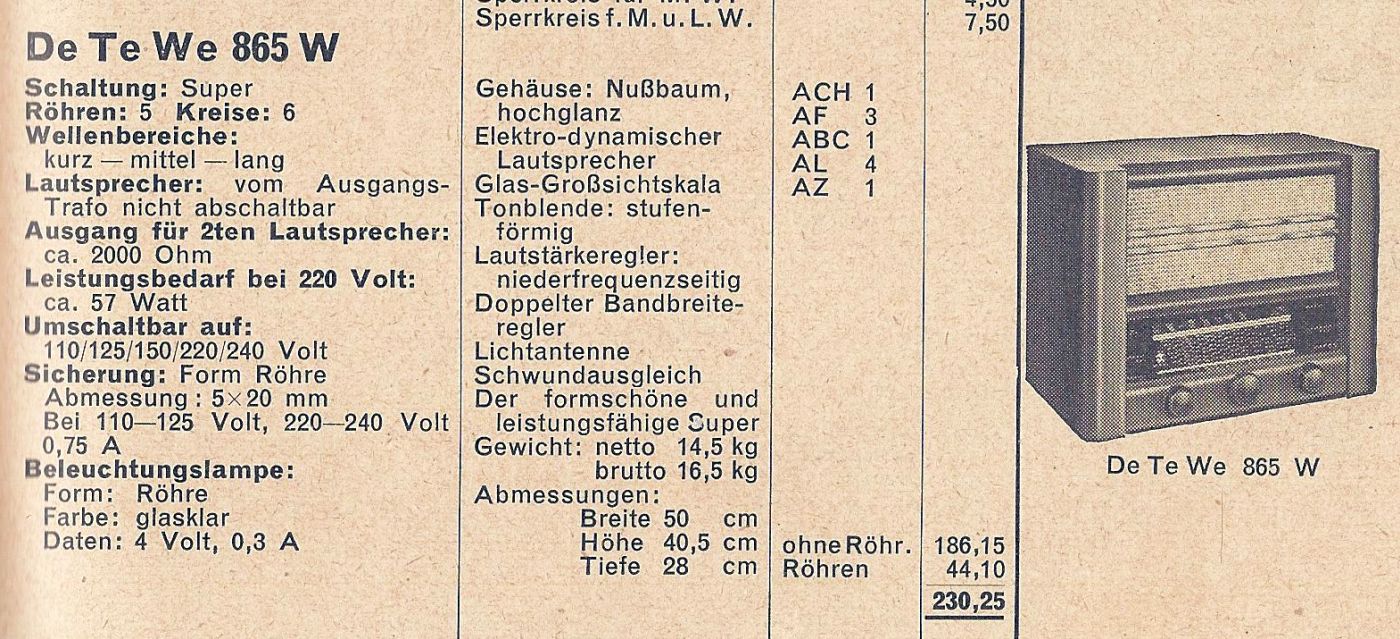 Sperrkreis f. M. u. L. W. 7,50
De Te We 865 W
Schaltung: Super
Röhren: 5 Kreise: 6
Wellenbereiche:
kurz — mittel — lang
Lautsprecher: vom Ausgangs-
Trafo nicht abschaltbar
Ausgang für 2ten Lautsprecher:
ca. 2000 Ohm
Leistungsbedarf bei 220 Volt:
ca. 57 Watt
Umschaltbar auf:
110/125/150/220/240 Volt
Sicherung: Form Röhre
Abmessung: 5×20 mm
Bei 110—125 Volt, 220—240 Volt
0,75 A
Beleuchtungslampe:
Form: Röhre
Farbe: glasklar
Daten: 4 Volt, 0,3 A
Gehäuse: Nußbaum,
hochglanz
Elektro-dynamischer
Lautsprecher
Glas-Großsichtskala
Tonblende: stufen-
förmig
Lautstärkeregler:
niederfrequenzseitig
Doppelter Bandbreite-
regler
Lichtantenne
Schwundausgleich
Der formschöne und
leistungsfähige Super
Gewicht: netto 14,5 kg
brutto 16,5 kg
Abmessungen:
Breite 50 cm
Höhe 40,5 cm
Tiefe 28 cm
ACH 1
AF 3
ABC 1
AL 4
AZ 1
ohne Röhr. 186,15
Röhren 44,10
230,25
De Te We 865 W